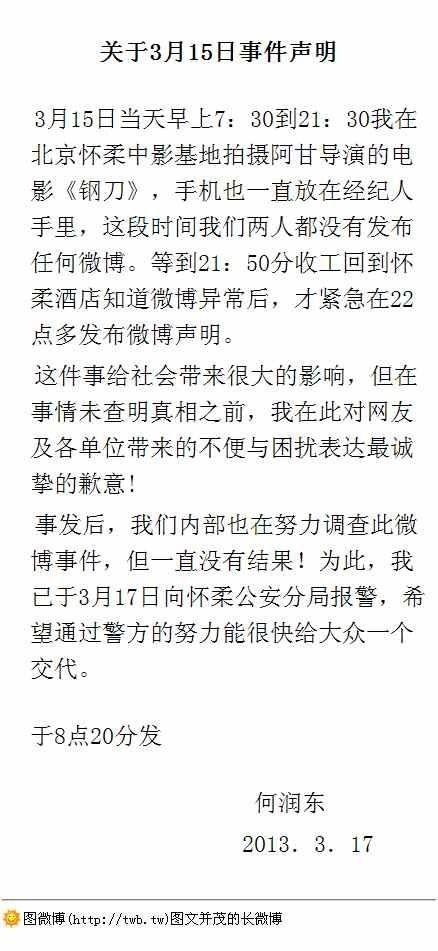 关于3月15日事件声明
3月15日当天早上7：30到21：30我在
北京怀柔中影基地拍摄阿甘导演的电
影《钢刀》，手机也一直放在经纪人
手里，这段时间我们两人都没有发布
任何微博。等到21：50分收工回到怀
柔酒店知道微博异常后，才紧急在22
点多发布微博声明。
这件事给社会带来很大的影响，但在
事情未查明真相之前，我在此对网友
及各单位带来的不便与困扰表达最诚
挚的歉意！
事发后，我们内部也在努力调查此微
博事件，但一直没有结果！为此，我
已于3月17日向怀柔公安分局报警，希
望通过警方的努力能很快给大众一个
交代。
于8点20分发
何润东
2013．3．17
图微博(http://twb.tw)图文并茂的长微博